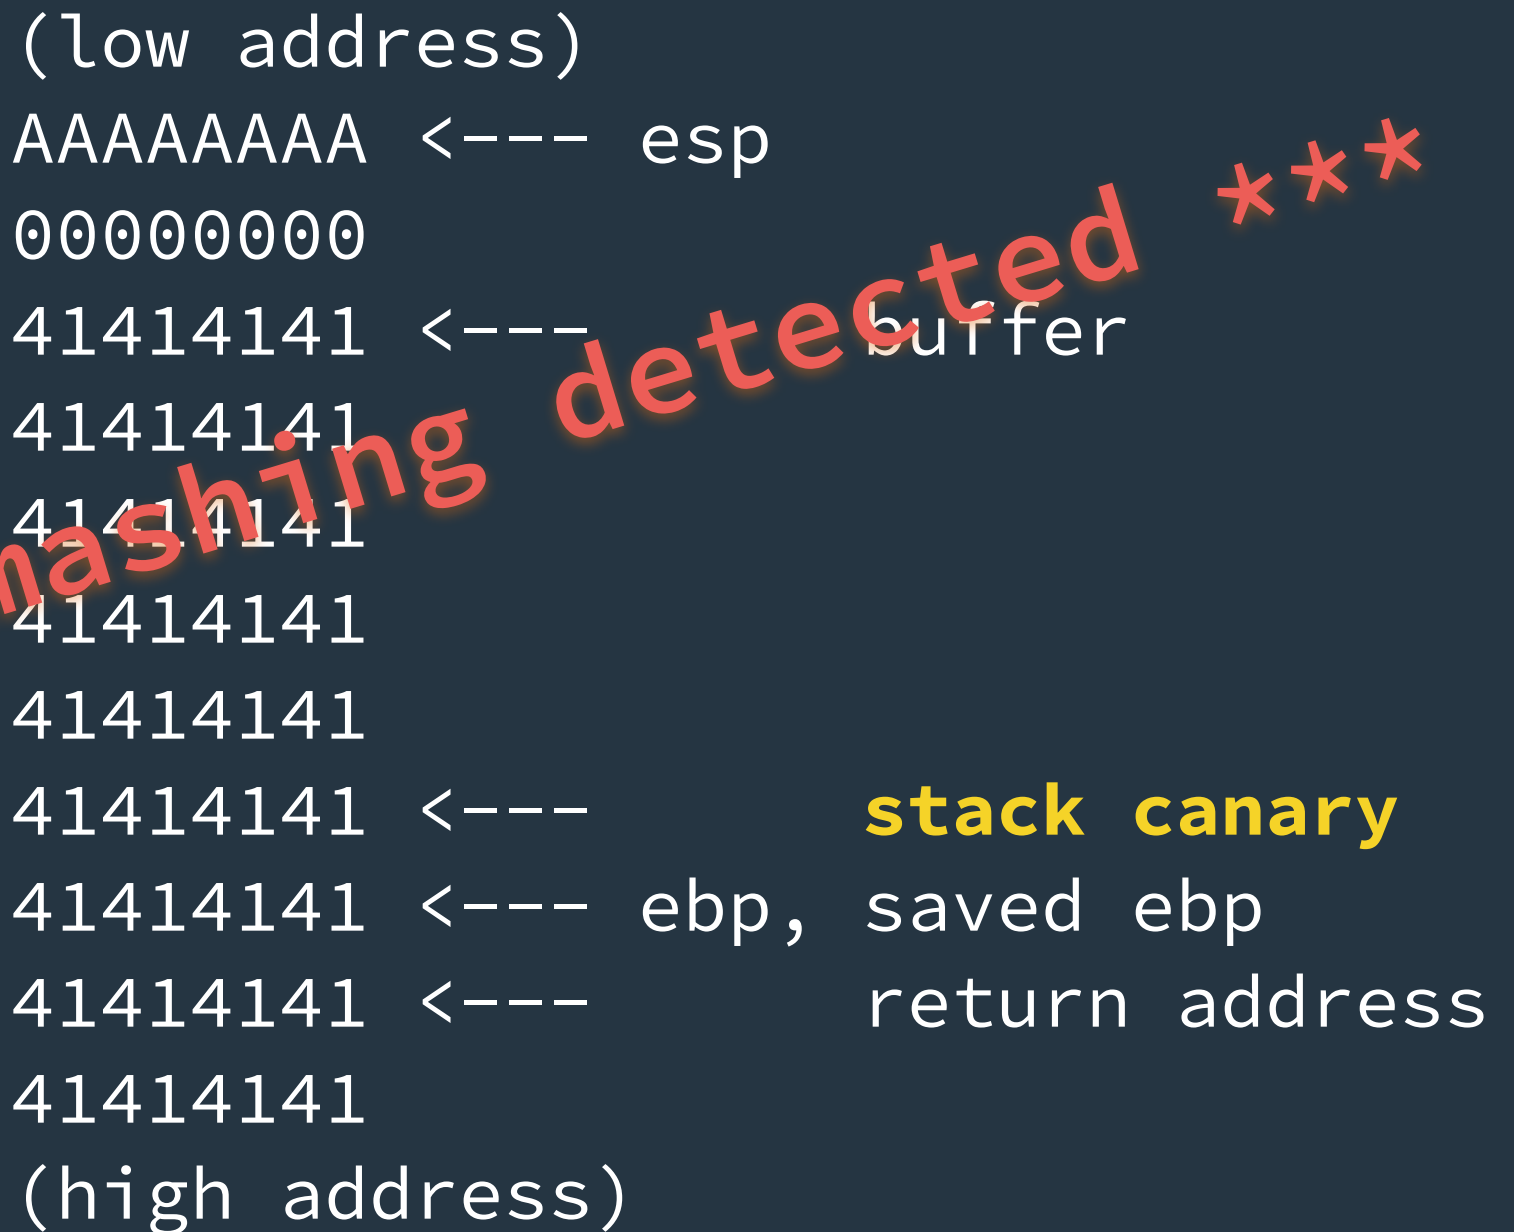 (low address)
AAAAAAAA <--- esp
00000000
41414141 <---      buffer
41414141
41414141
41414141
41414141
41414141 <---      stack canary
41414141 <--- ebp, saved ebp
41414141 <---      return address
41414141
(high address)
mashing detected ***